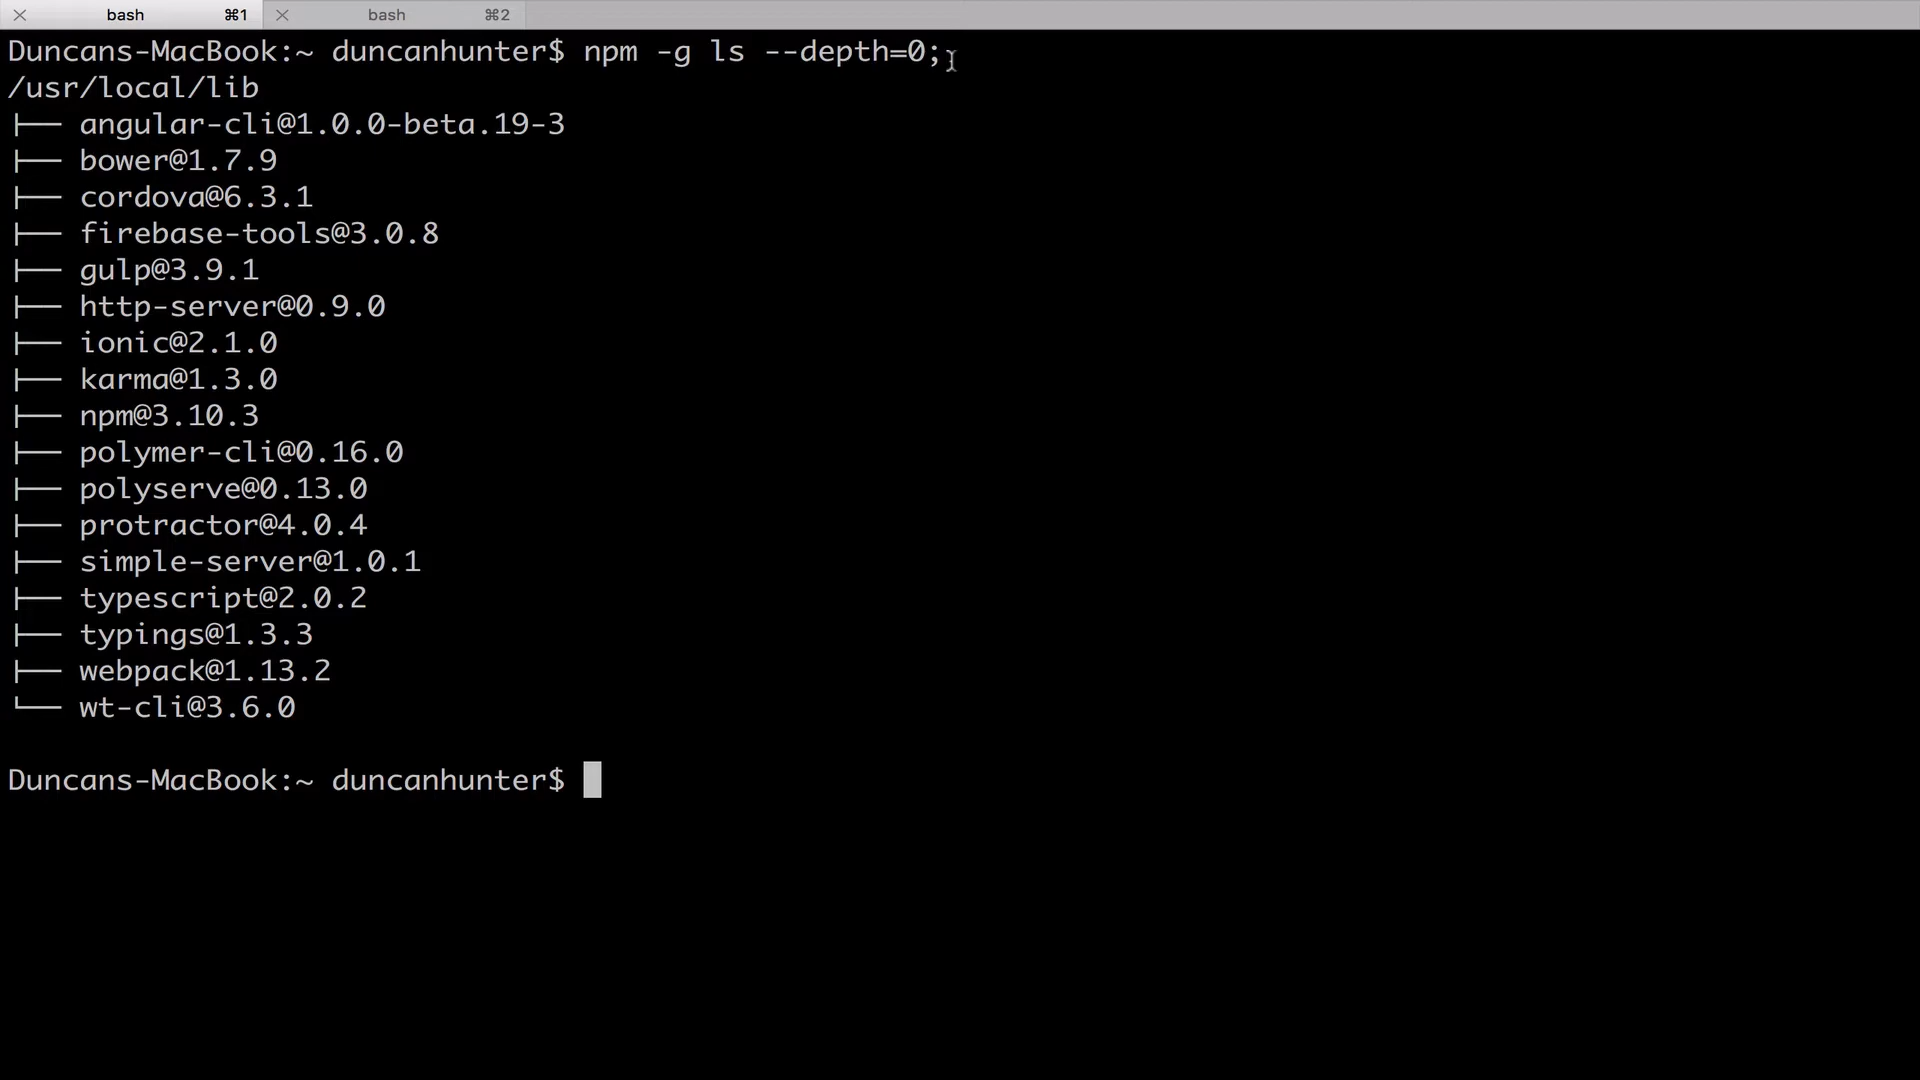 bash ⌘1 bash ⌘2
Duncans-MacBook:~ duncanhunter$ npm -g ls --depth=0;
/usr/local/lib
├── angular-cli@1.0.0-beta.19-3
├── bower@1.7.9
├── cordova@6.3.1
├── firebase-tools@3.0.8
├── gulp@3.9.1
├── http-server@0.9.0
├── ionic@2.1.0
├── karma@1.3.0
├── npm@3.10.3
├── polymer-cli@0.16.0
├── polyserve@0.13.0
├── protractor@4.0.4
├── simple-server@1.0.1
├── typescript@2.0.2
├── typings@1.3.3
├── webpack@1.13.2
└── wt-cli@3.6.0
Duncans-MacBook:~ duncanhunter$